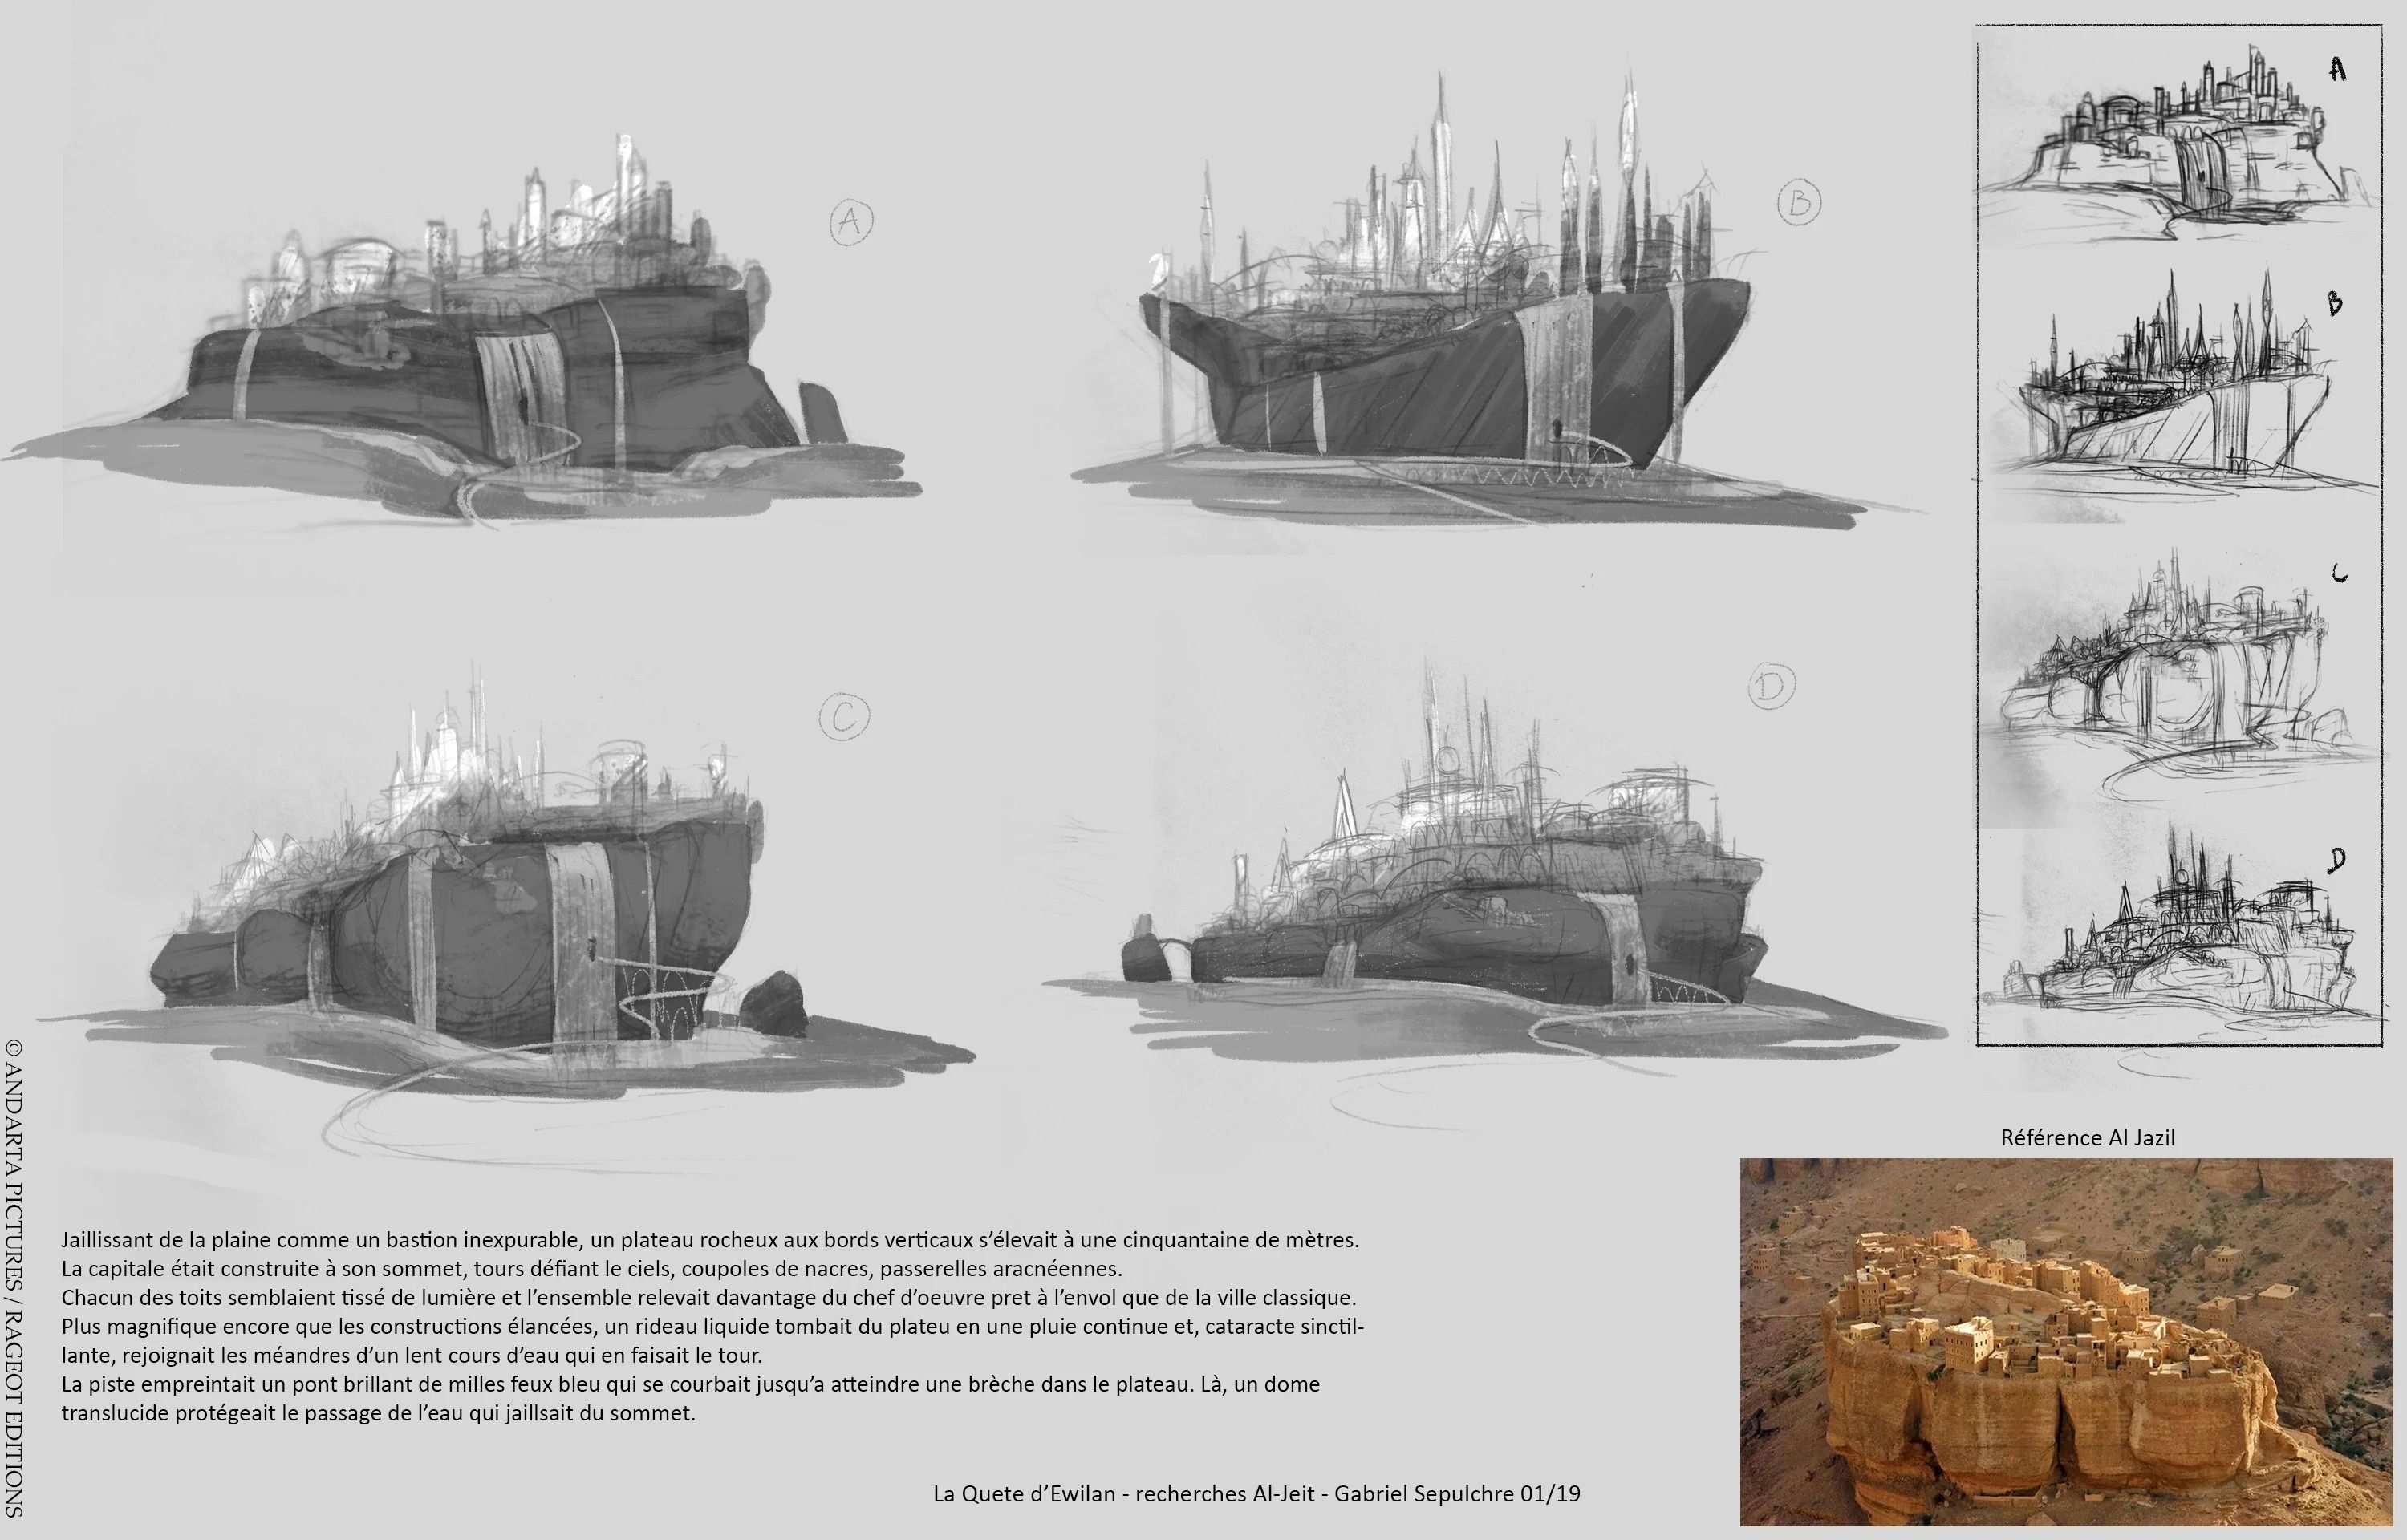 A
B
C
D
A
B
C
D
Référence Al Jazil
Jaillissant de la plaine comme un bastion inexpurable, un plateau rocheux aux bords verticaux s’élevait à une cinquantaine de mètres.
La capitale était construite à son sommet, tours défiant le ciels, coupoles de nacres, passerelles aracnéennes.
Chacun des toits semblaient tissé de lumière et l’ensemble relevait davantage du chef d’oeuvre pret à l’envol que de la ville classique.
Plus magnifique encore que les constructions élancées, un rideau liquide tombait du plateu en une pluie continue et, cataracte sinctil-
lante, rejoignait les méandres d’un lent cours d’eau qui en faisait le tour.
La piste empreintait un pont brillant de milles feux bleu qui se courbait jusqu’a atteindre une brèche dans le plateau. Là, un dome
translucide protégeait le passage de l’eau qui jaillsait du sommet.
La Quete d’Ewilan - recherches Al-Jeit - Gabriel Sepulchre 01/19
© ANDARTA PICTURES / RAGEOT EDITIONS